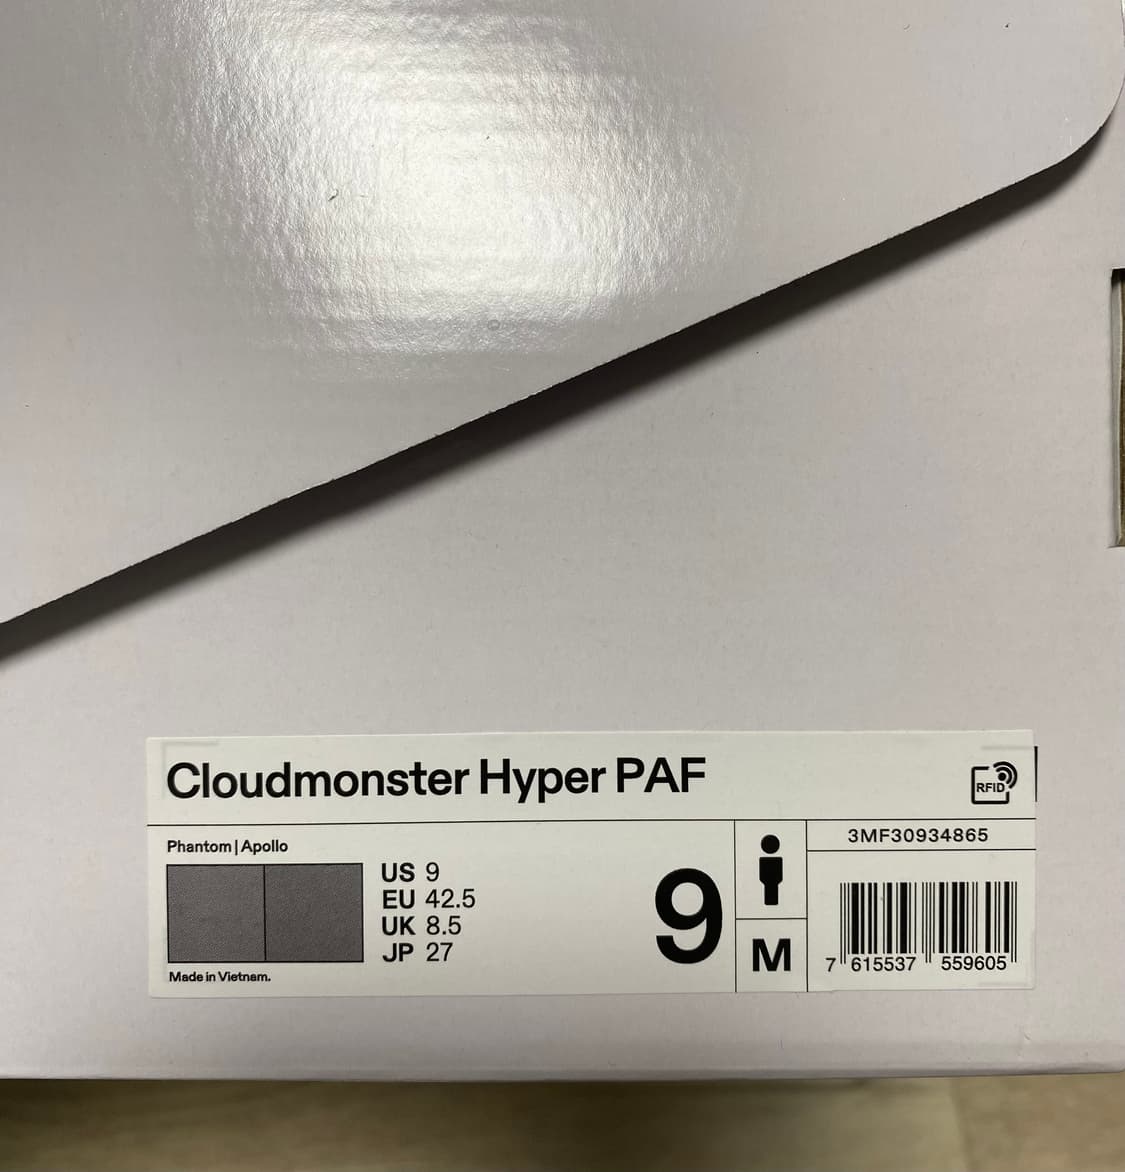 Cloudmonster Hyper PAF
RFID
Phantom | Apollo
US 9
EU 42.5
UK 8.5
JP 27
Made in Vietnam.
9
M
3MF30934865
7 615537 559605